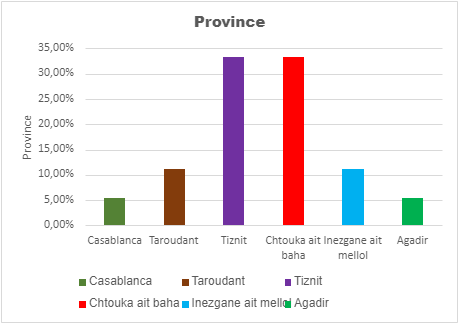 Province
35,00%
30,00%
25,00%
20,00%
15,00%
10,00%
5,00%
0,00%
Province
Casablanca Taroudant Tiznit Chtouka ait baha Inezgane ait mellol Agadir
Casablanca Taroudant Tiznit
Chtouka ait baha Inezgane ait mellol Agadir